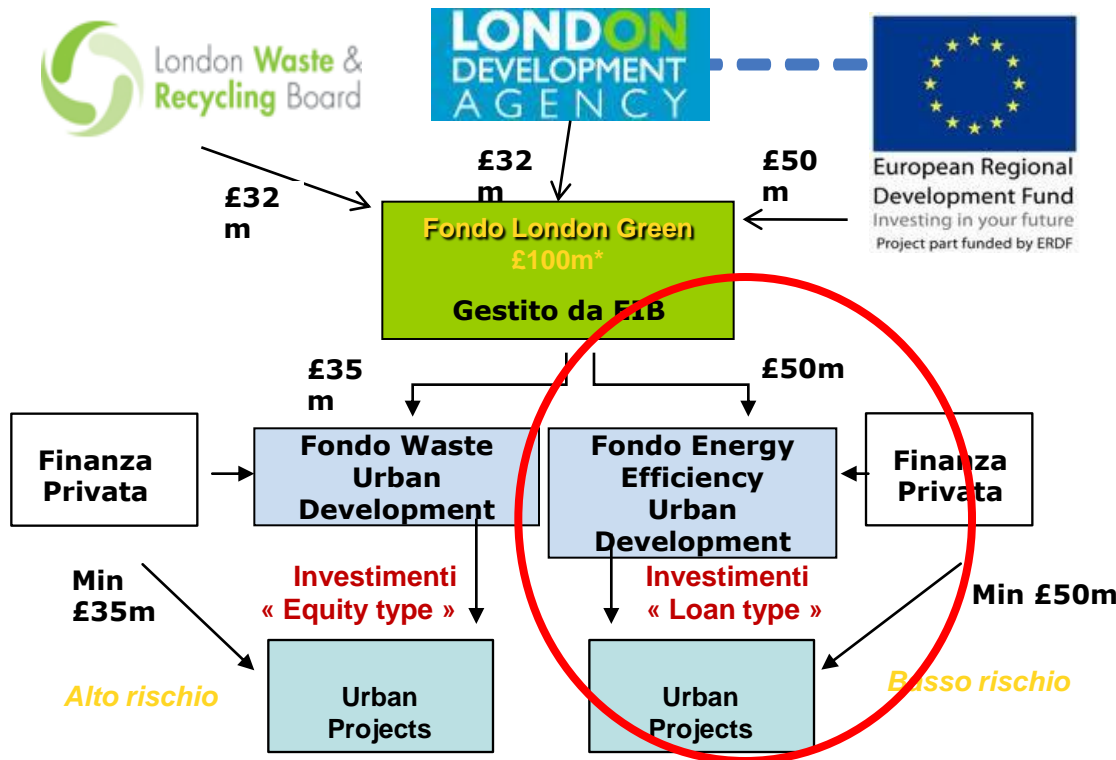 London Waste &
Recycling Board
LONDON
DEVELOPMENT
AGENCY
European Regional
Development Fund
Investing in your future
Project part funded by ERDF
£32
m
£32
m
£50
m
Fondo London Green
£100m*
Gestito da EIB
£35
m
£50m
Finanza
Privata
Fondo Waste
Urban
Development
Fondo Energy
Efficiency
Urban
Development
Finanza
Privata
Min
£35m
Investimenti
« Equity type »
Investimenti
« Loan type »
Min £50m
Alto rischio
Urban
Projects
Urban
Projects
Basso rischio